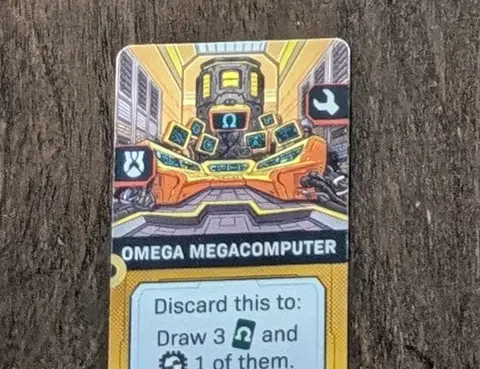 Ω
OMEGA MEGACOMPUTER
Discard this to:
Draw 3 Ω and
1 of them.